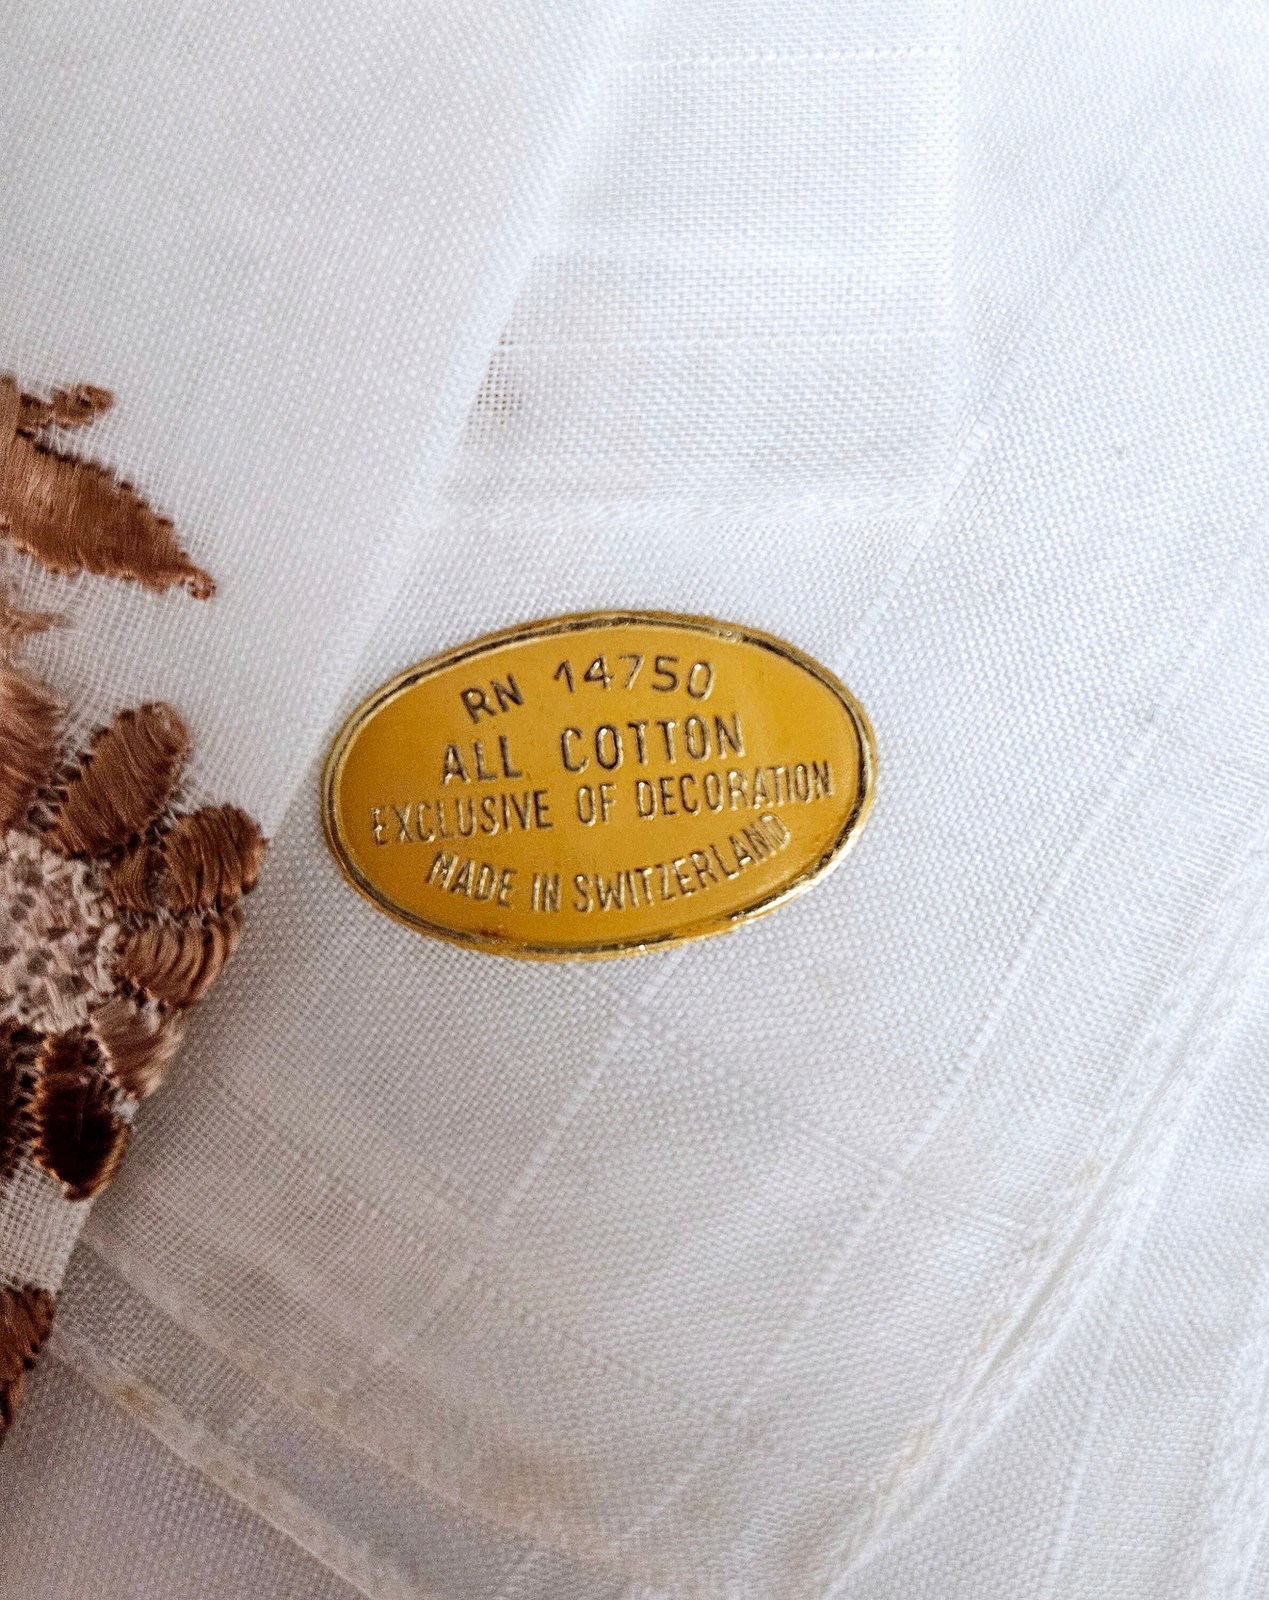 RN 14750
ALL COTTON
EXCLUSIVE OF DECORATION
MADE IN SWITZERLAND